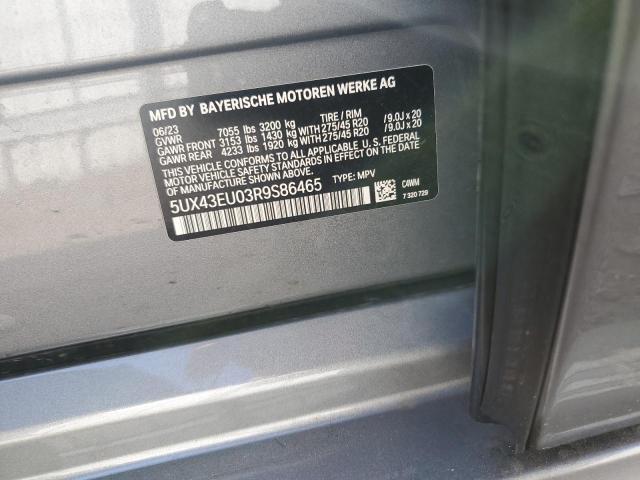 MFD BY BAYERISCHE MOTOREN WERKE AG
06/23 TIRE / RIM
GVWR 7055 lbs 3200 kg
GAWR FRONT 3153 lbs 1430 kg WITH 275/45 R20 /9.0J x 20
GAWR REAR 4233 lbs 1920 kg WITH 275/45 R20 /9.0J x 20
THIS VEHICLE CONFORMS TO ALL APPLICABLE U.S. FEDERAL
MOTOR VEHICLE SAFETY STANDARDS IN EFFECT ON
THE DATE OF MANUFACTURE SHOWN ABOVE.
5UX43EU03R9S86465 TYPE: MPV
C4WM
7 320 729